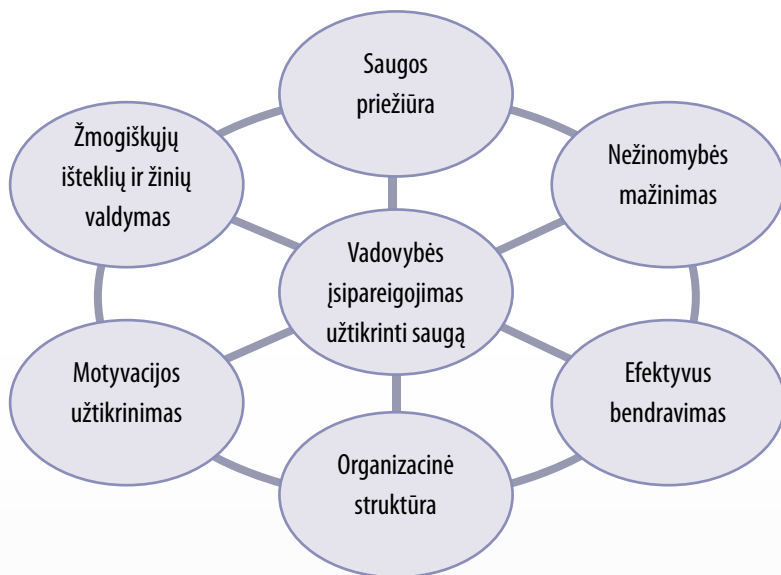 Saugos
priežiūra
Žmogiškųjų
išteklių ir žinių
valdymas
Nežinomybės
mažinimas
Vadovybės
įsipareigojimas
užtikrinti saugą
Motyvacijos
užtikrinimas
Efektyvus
bendravimas
Organizacinė
struktūra